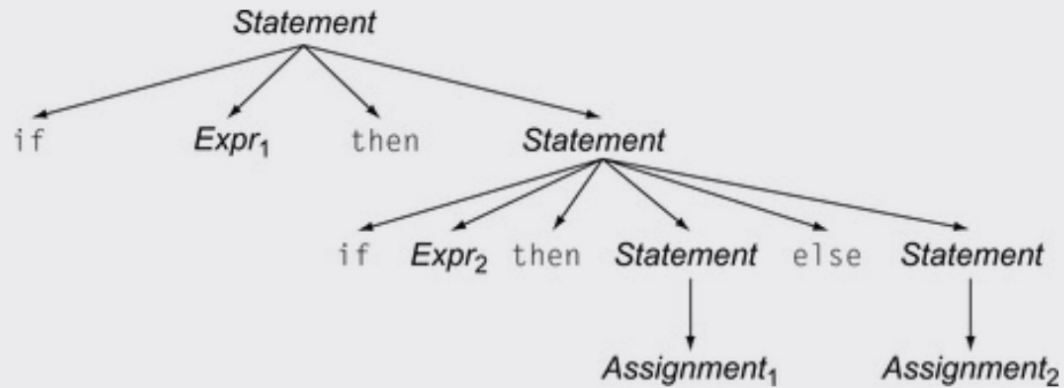 Statement
if Expr₁ then Statement
if Expr₂ then Statement else Statement
Assignment₁ Assignment₂